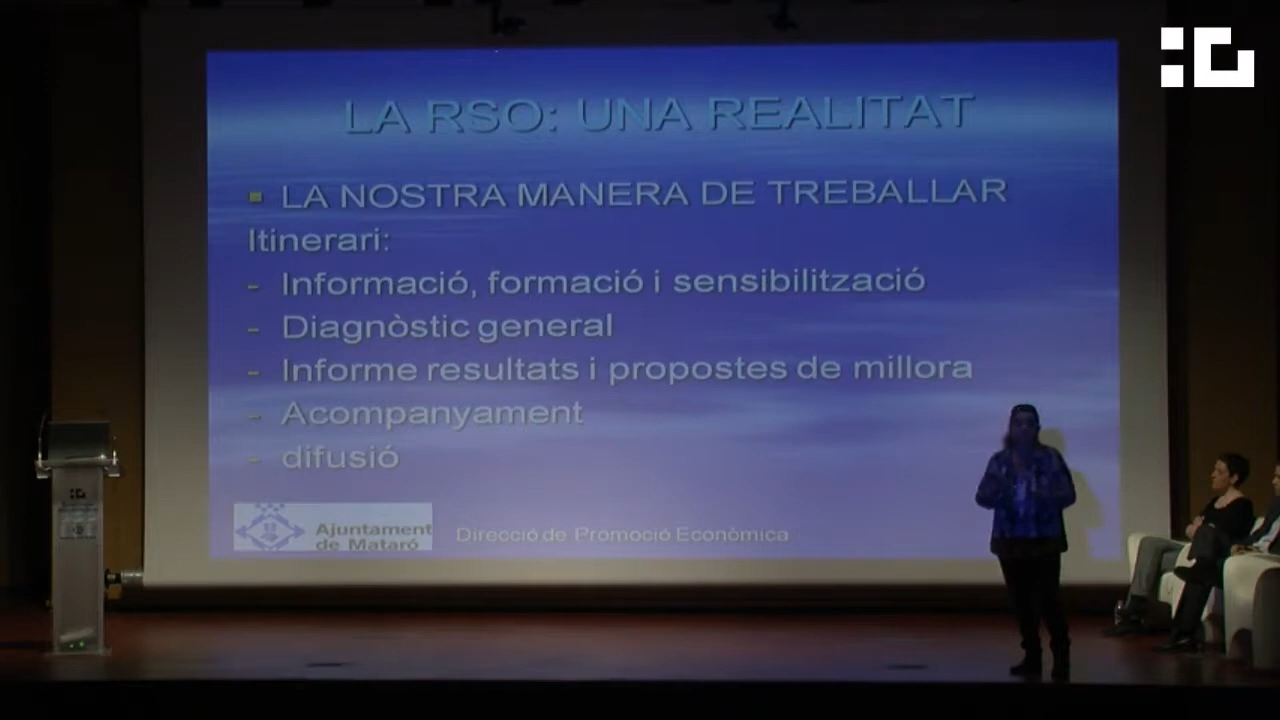 LA RSO: UNA REALITAT
LA NOSTRA MANERA DE TREBALLAR
Itinerari:
- Informació, formació i sensibilització
- Diagnòstic general
- Informe resultats i propostes de millora
- Acompanyament
- difusió
Ajuntament
de Mataró
Direcció de Promoció Econòmica